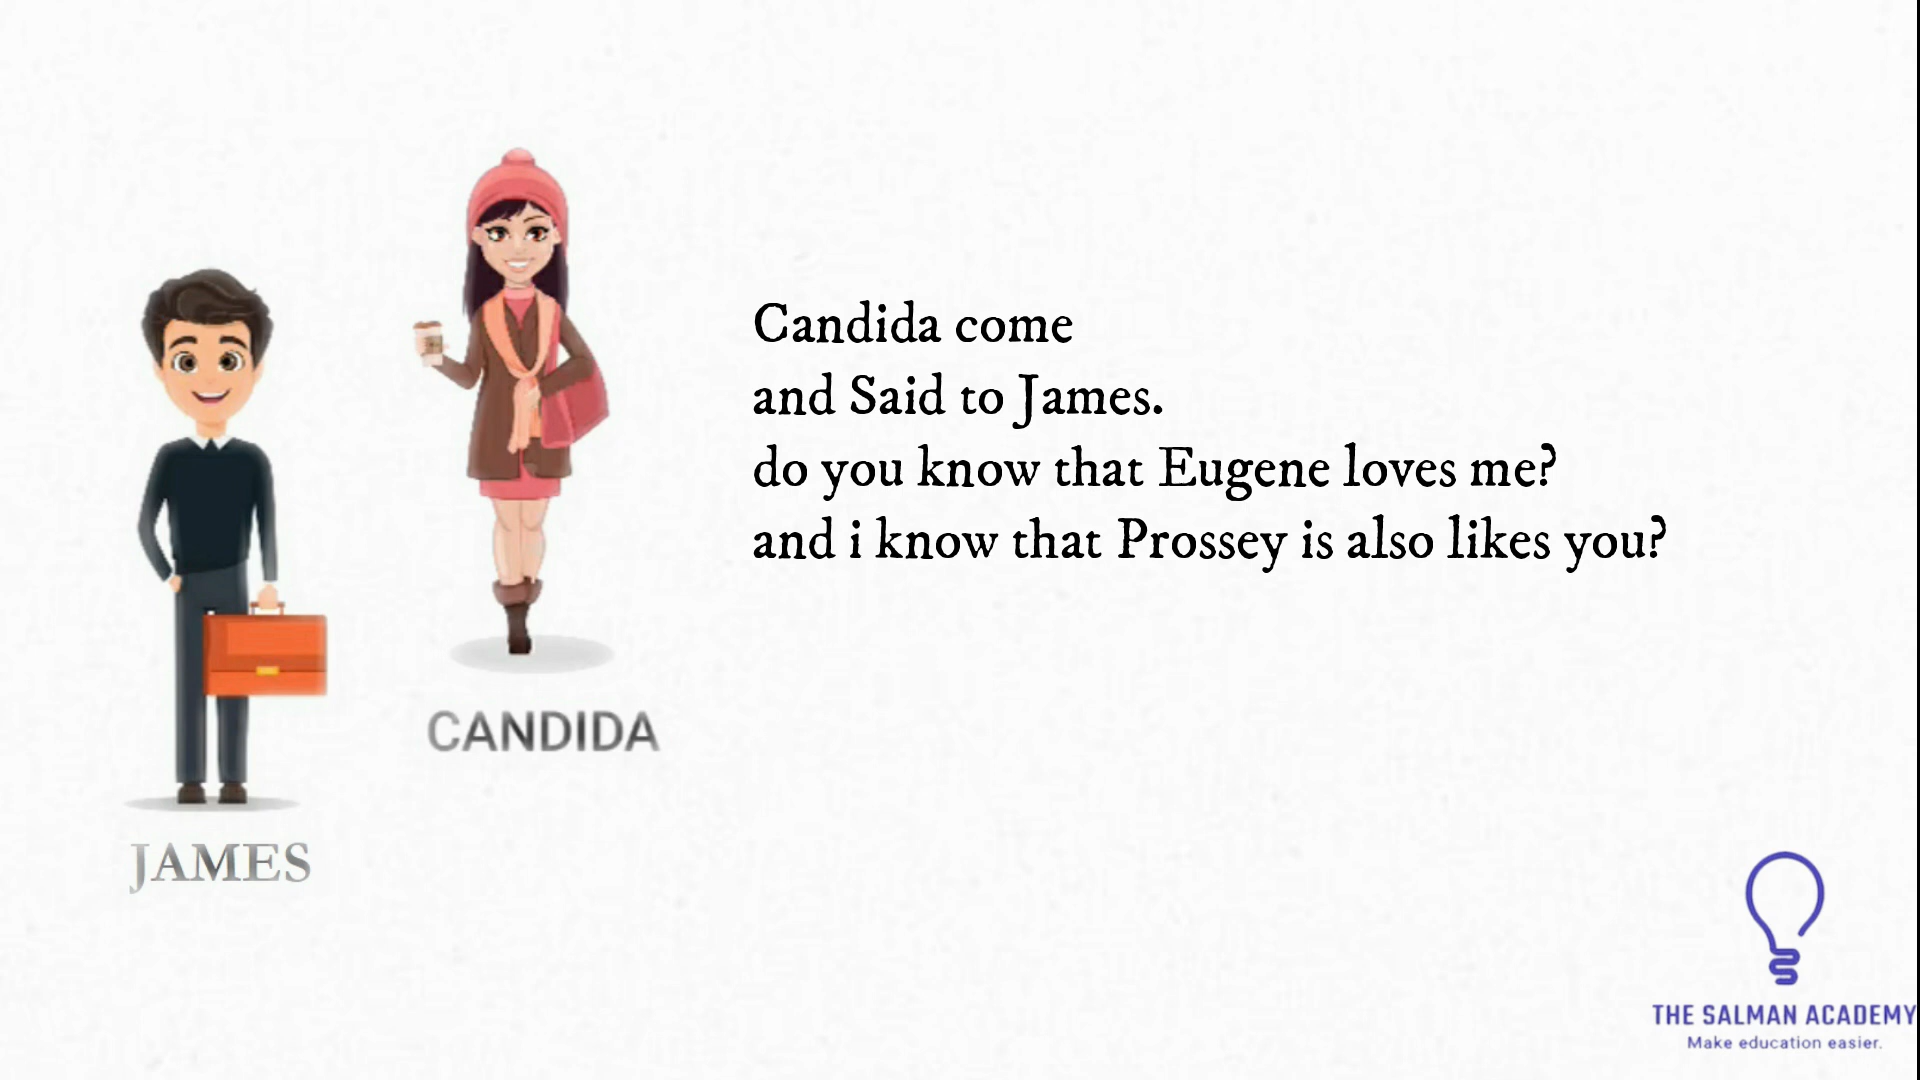 Candida come
and Said to James.
do you know that Eugene loves me?
and i know that Prossey is also likes you?
CANDIDA
JAMES
THE SALMAN ACADEMY
Make education easier.